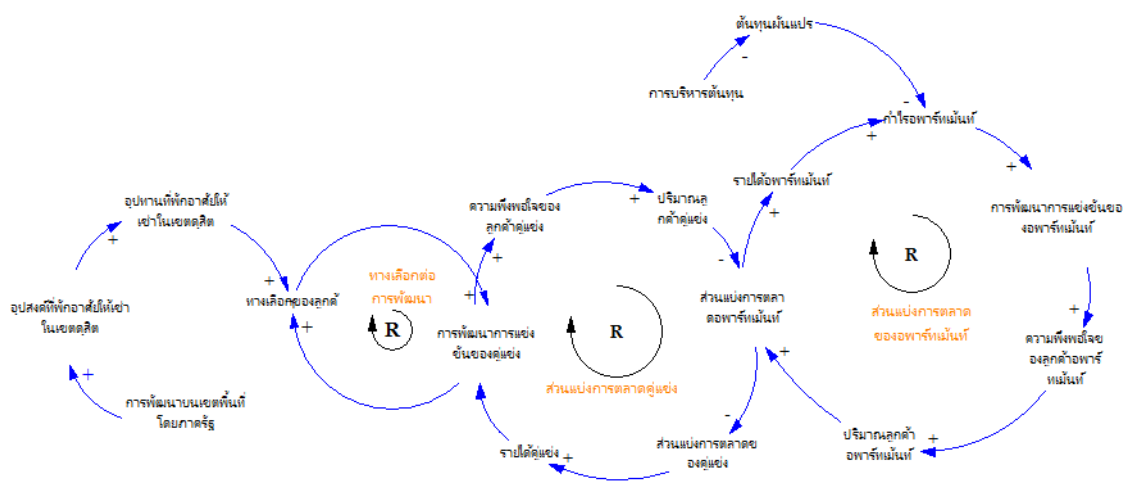 ต้นทุนผันแปร
-
การบริหารต้นทุน
-
กำไรอพาร์ทเม้นท์
+
+
รายได้อพาร์ทเม้นท์
+
การพัฒนาการแข่งขันขอ
งอพาร์ทเม้นท์
R
ส่วนแบ่งการตลาด
ของอพาร์ทเม้นท์
+
ความพึงพอใจข
องลูกค้าอพาร์
ทเม้นท์
+
ปริมาณลูกค้า
อพาร์ทเม้นท์
+
ส่วนแบ่งการตลา
ดอพาร์ทเม้นท์
-
ปริมาณลู
กค้าคู่แข่ง
+
ความพึงพอใจของ
ลูกค้าคู่แข่ง
+
R
ส่วนแบ่งการตลาดคู่แข่ง
-
ส่วนแบ่งการตลาดข
องคู่แข่ง
+
รายได้คู่แข่ง
+
การพัฒนาการแข่ง
ขันของคู่แข่ง
+
ทางเลือกต่อ
การพัฒนา
R
+
ทางเลือกของลูกค้
+
อุปทานที่พักอาศัยให้
เช่าในเขตดุสิต
+
อุปสงค์ที่พักอาศัยให้เช่า
ในเขตดุสิต
+
การพัฒนาบนเขตพื้นที่
โดยภาครัฐ